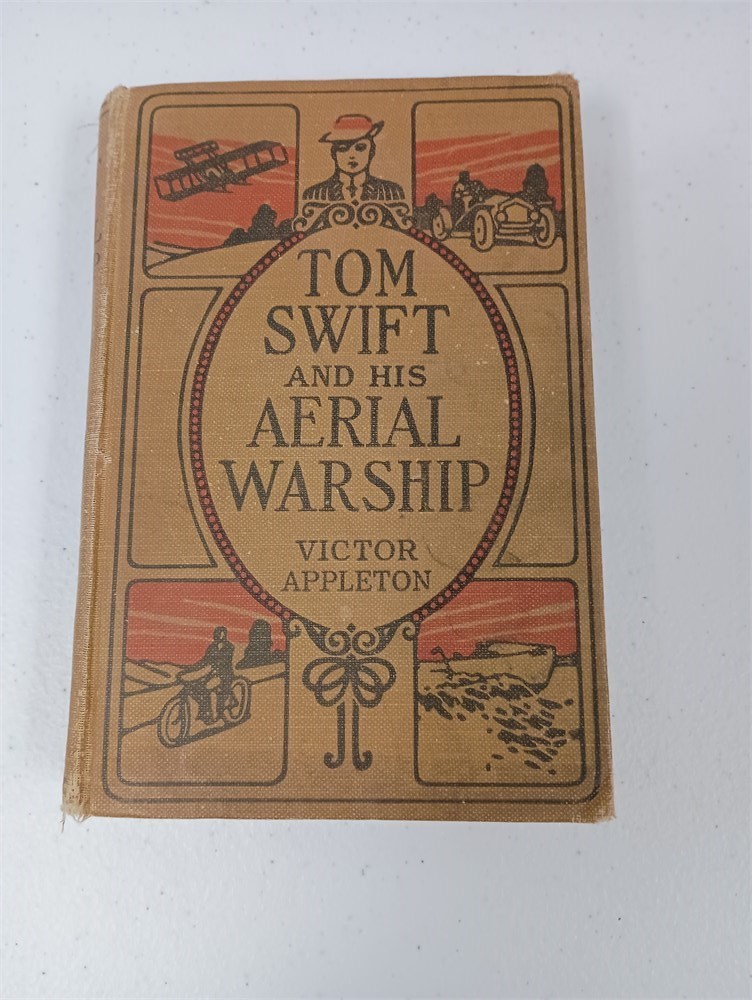 TOM
SWIFT
AND HIS
AERIAL
WARSHIP
VICTOR
APPLETON